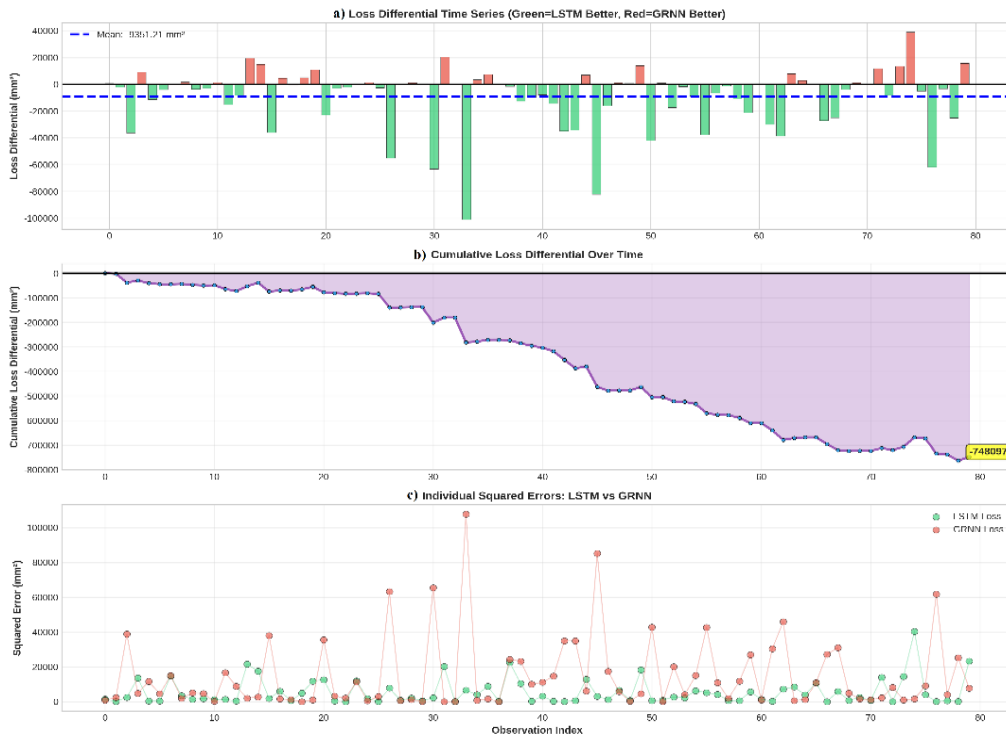 a) Loss Differential Time Series (Green=LSTM Better, Red=GRNN Better)
Mean: -9351.21 mm²
Loss Differential (mm²)
40000
20000
0
-20000
-40000
-60000
-80000
-100000
0 10 20 30 40 50 60 70 80
b) Cumulative Loss Differential Over Time
Cumulative Loss Differential (mm²)
0
-100000
-200000
-300000
-400000
-500000
-600000
-700000
-800000
-748097
0 10 20 30 40 50 60 70 80
c) Individual Squared Errors: LSTM vs GRNN
LSTM Loss
GRNN Loss
Squared Error (mm²)
100000
80000
60000
40000
20000
0
0 10 20 30 40 50 60 70 80
Observation Index